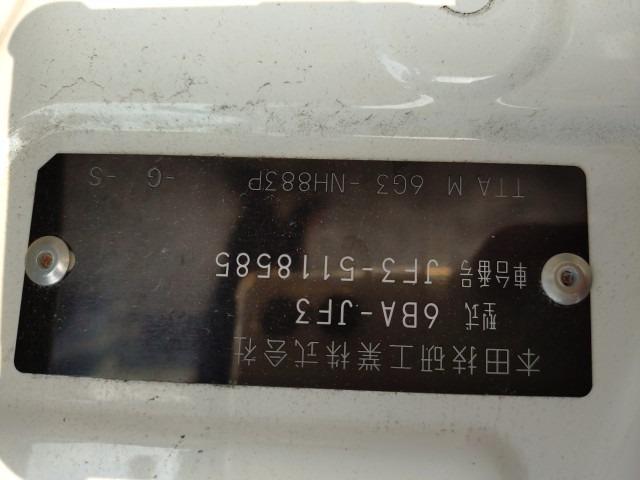 本田技研工業株式会社
型式 6BA-JF3
車台番号 JF3-5118585
TTA M 6G3 -NH883P -G -S